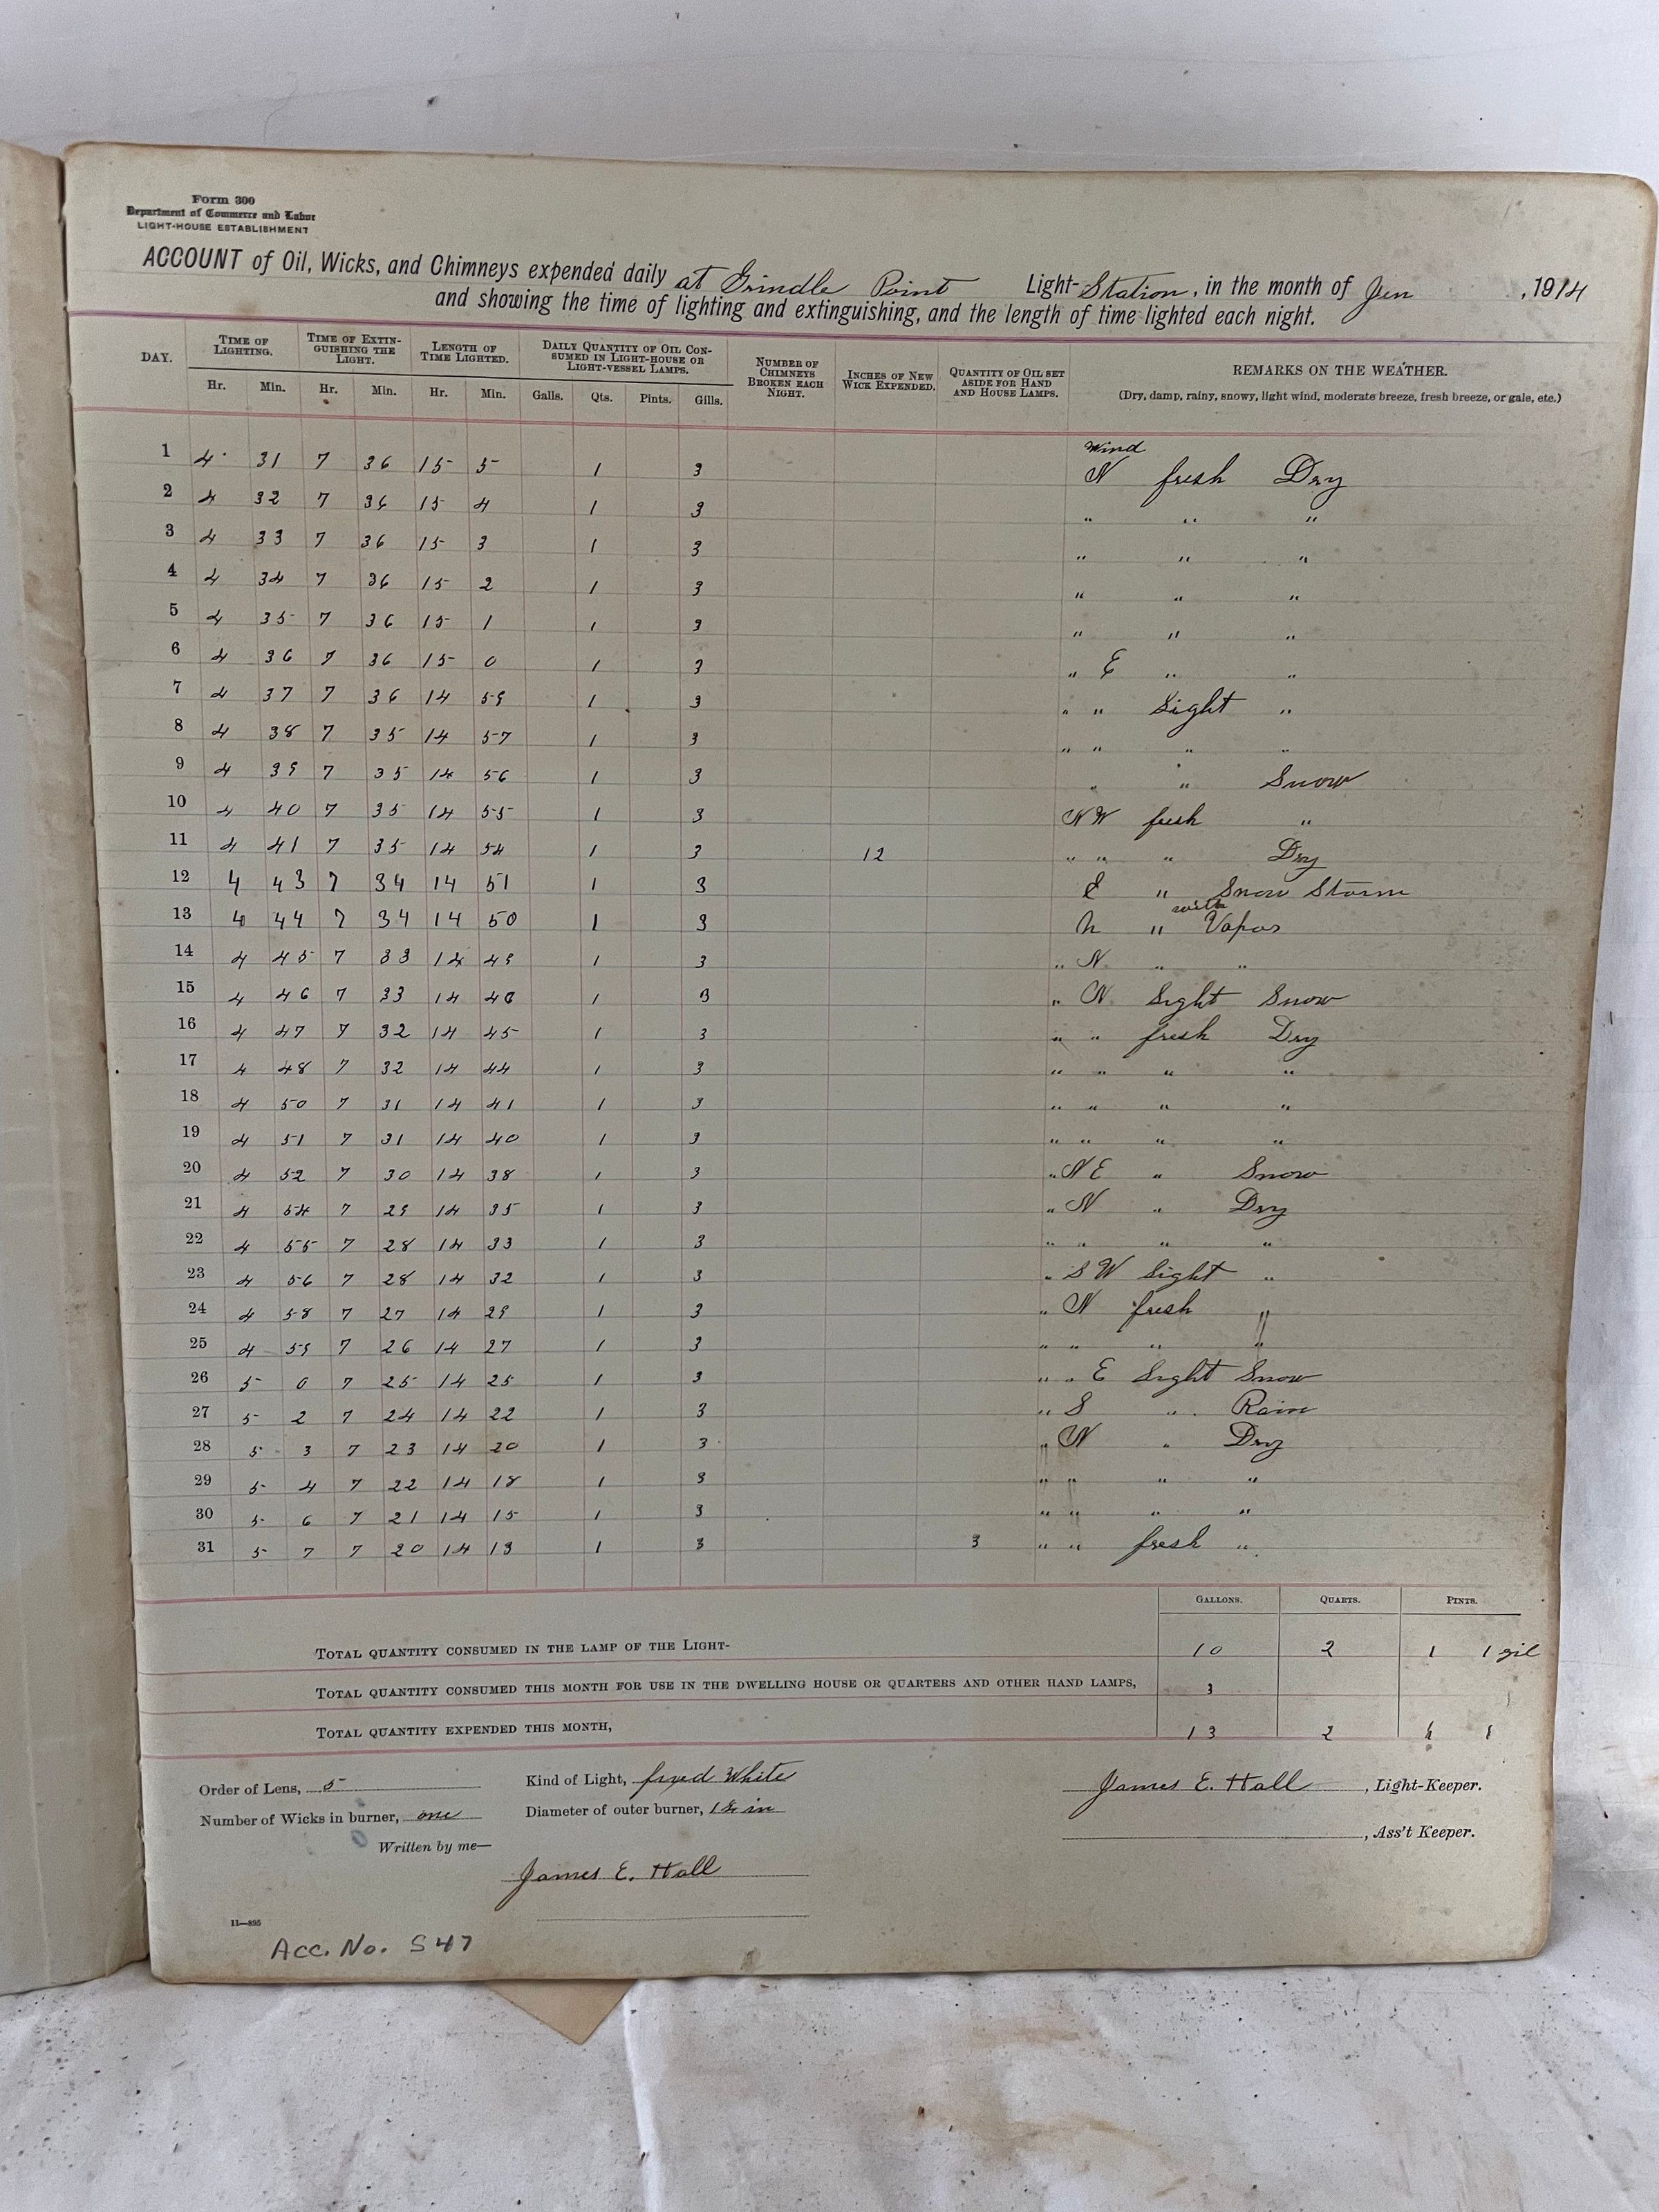 Form 300
Department of Commerce and Labor
LIGHT-HOUSE ESTABLISHMENT
ACCOUNT of Oil, Wicks, and Chimneys expended daily at Grindle Point Light-Station, in the month of Jan, 1914
and showing the time of lighting and extinguishing, and the length of time lighted each night.
DAY. TIME OF LIGHTING. TIME OF EXTINGUISHING THE LIGHT. LENGTH OF TIME LIGHTED. DAILY QUANTITY OF OIL CONSUMED IN LIGHT-HOUSE OR LIGHT-VESSEL LAMPS. NUMBER OF CHIMNEYS BROKEN EACH NIGHT. INCHES OF NEW WICK EXPENDED. QUANTITY OF OIL SET ASIDE FOR HAND AND HOUSE LAMPS. REMARKS ON THE WEATHER.
Hr. Min. Hr. Min. Hr. Min. Galls. Qts. Pints. Gills. (Dry, damp, rainy, snowy, light wind, moderate breeze, fresh breeze, or gale, etc.)
Wind
1 4 31 7 36 15 5 1 3 N fresh Dry
2 4 32 7 36 15 4 1 3 " " "
3 4 33 7 36 15 3 1 3 " " "
4 4 34 7 36 15 2 1 3 " " "
5 4 35 7 36 15 1 1 3 " " "
6 4 36 7 36 15 0 1 3 " E " "
7 4 37 7 36 14 59 1 3 " " Light "
8 4 38 7 35 14 57 1 3 " " " "
9 4 39 7 35 14 56 1 3 " " Snow
10 4 40 7 35 14 55 1 3 NW fresh "
11 4 41 7 35 14 54 1 3 12 " " " Dry
12 4 43 7 34 14 51 1 3 E " Snow Storm
13 4 44 7 34 14 50 1 3 N " with Vapor
14 4 45 7 33 14 49 1 3 " N " "
15 4 46 7 33 14 1 3 " N Light Snow
16 4 47 7 32 14 45 1 3 " " fresh Dry
17 4 48 7 32 14 44 1 3 " " " "
18 4 50 7 31 14 41 1 3 " " " "
19 4 51 7 31 14 40 1 3 " " " "
20 4 52 7 30 14 38 1 3 " NE " Snow
21 4 54 7 29 14 35 1 3 " N " Dry
22 4 55 7 28 14 33 1 3 " " " "
23 4 56 7 28 14 32 1 3 " SW Light "
24 4 58 7 27 14 29 1 3 " N fresh "
25 4 59 7 26 14 27 1 3 " " " "
26 5 0 7 25 14 25 1 3 " " E Light Snow
27 5 2 7 24 14 22 1 3 " S " Rain
28 5 3 7 23 14 20 1 3 " N " Dry
29 5 4 7 22 14 18 1 3 " " " "
30 5 6 7 21 14 15 1 3 " " " "
31 5 7 7 20 14 13 1 3 3 " " fresh "
GALLONS. QUARTS. PINTS.
TOTAL QUANTITY CONSUMED IN THE LAMP OF THE LIGHT- 10 2 1 1 gil
TOTAL QUANTITY CONSUMED THIS MONTH FOR USE IN THE DWELLING HOUSE OR QUARTERS AND OTHER HAND LAMPS, 3
TOTAL QUANTITY EXPENDED THIS MONTH, 13 2 1 1
Order of Lens, 5 Kind of Light, fixed White James E. Hall, Light-Keeper.
Number of Wicks in burner, one Diameter of outer burner, in , Ass't Keeper.
Written by me—
James E. Hall
11—895
Acc. No. S47